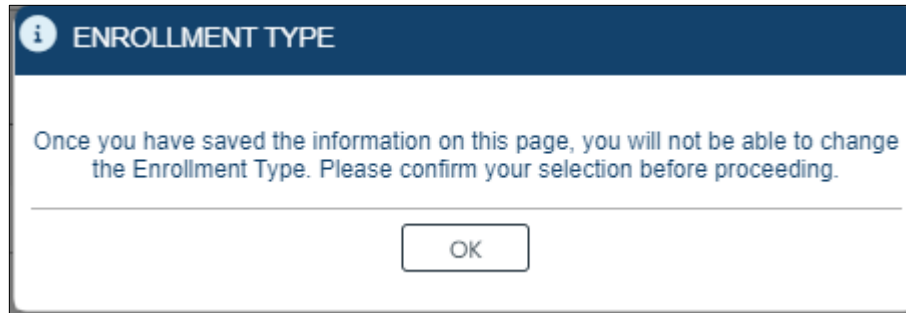 ENROLLMENT TYPE
Once you have saved the information on this page, you will not be able to change
the Enrollment Type. Please confirm your selection before proceeding.
OK